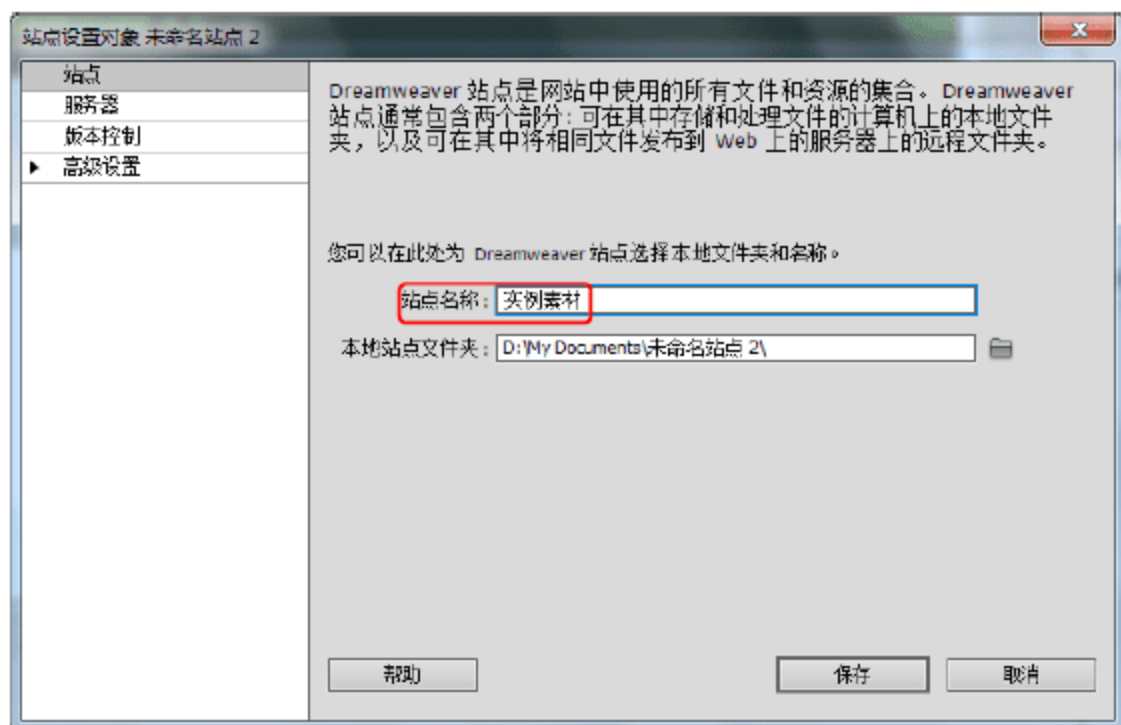 站点设置对象 未命名站点 2
站点
服务器
版本控制
高级设置
Dreamweaver 站点是网站中使用的所有文件和资源的集合。Dreamweaver
站点通常包含两个部分:可在其中存储和处理文件的计算机上的本地文件
夹，以及可在其中将相同文件发布到 Web 上的服务器上的远程文件夹。
您可以在此处为 Dreamweaver 站点选择本地文件夹和名称。
站点名称: 实例素材
本地站点文件夹: D:\My Documents\未命名站点 2\
帮助 保存 取消